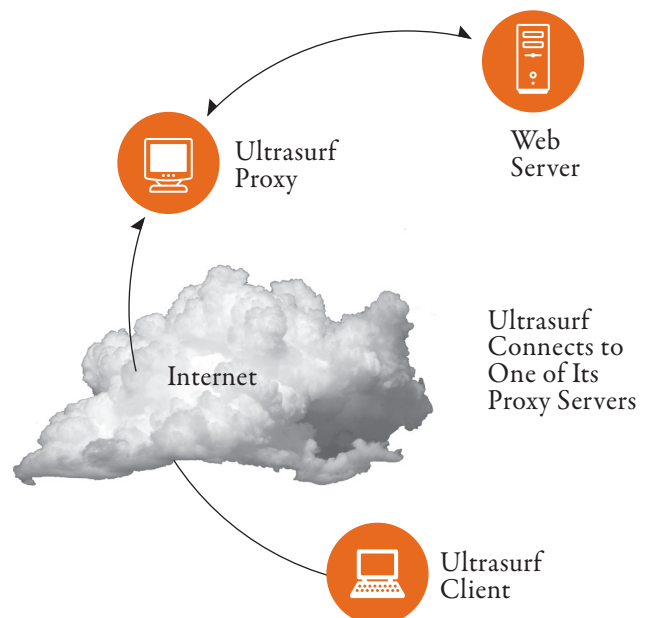 Web
Server
Ultrasurf
Proxy
Internet
Ultrasurf
Connects to
One of Its
Proxy Servers
Ultrasurf
Client